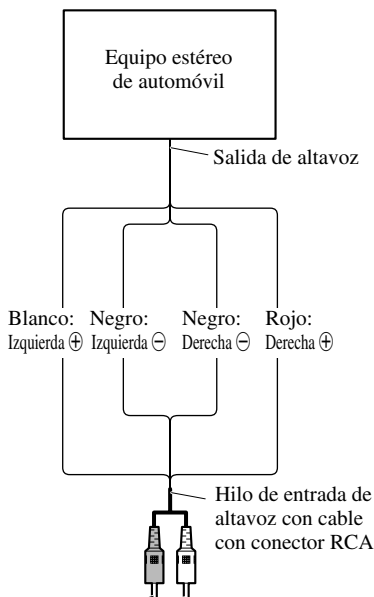 Equipo estéreo
de automóvil
Salida de altavoz
Blanco: Negro: Negro: Rojo:
Izquierda ⊕ Izquierda ⊖ Derecha ⊖ Derecha ⊕
Hilo de entrada de
altavoz con cable
con conector RCA